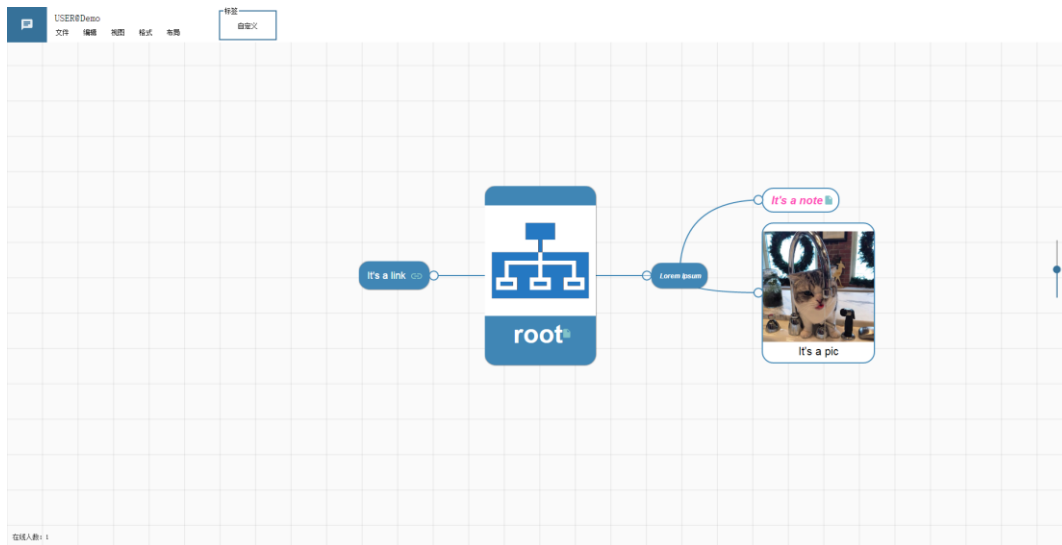 USER@Demo
文件 编辑 视图 格式 布局
标签
自定义
It's a note
It's a link
Lorem Ipsum
root
It's a pic
在线人数: 1